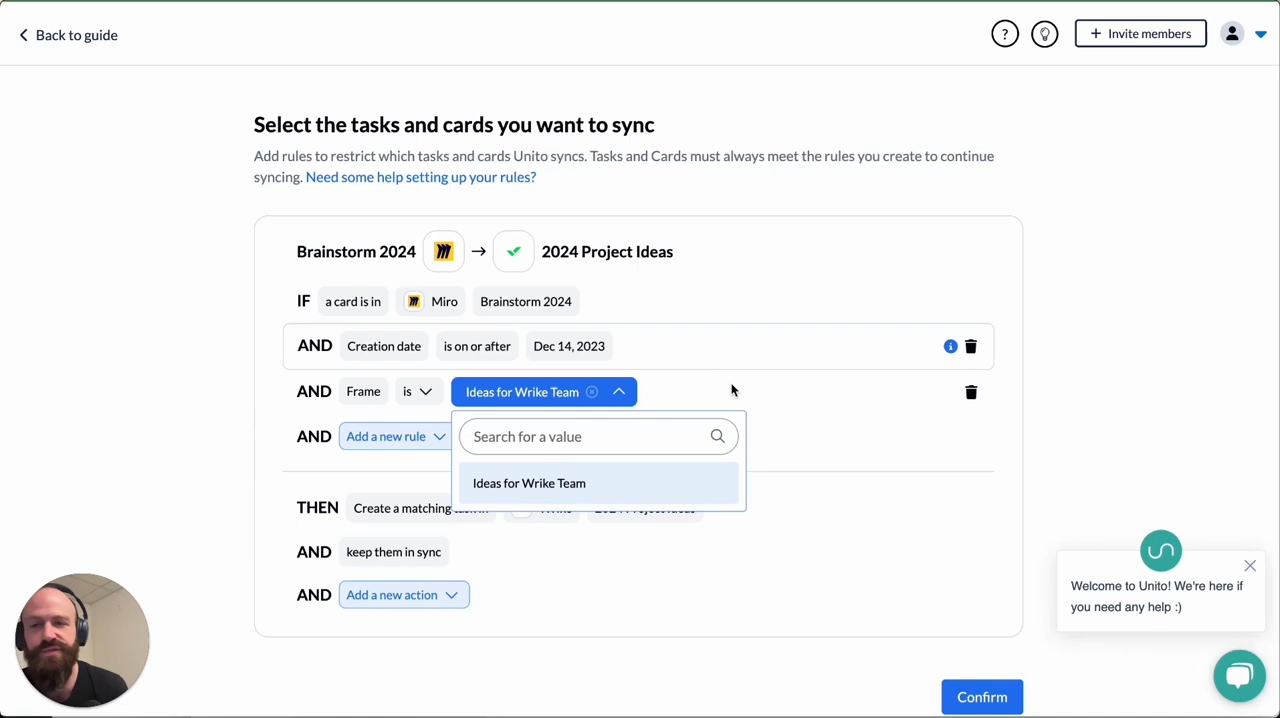 Back to guide
?
+ Invite members
Select the tasks and cards you want to sync
Add rules to restrict which tasks and cards Unito syncs. Tasks and Cards must always meet the rules you create to continue
syncing. Need some help setting up your rules?
Brainstorm 2024 → 2024 Project Ideas
IF a card is in Miro Brainstorm 2024
AND Creation date is on or after Dec 14, 2023
AND Frame is Ideas for Wrike Team
AND Add a new rule
Search for a value
Ideas for Wrike Team
THEN Create a matching
AND keep them in sync
AND Add a new action
Welcome to Unito! We're here if
you need any help :)
Confirm